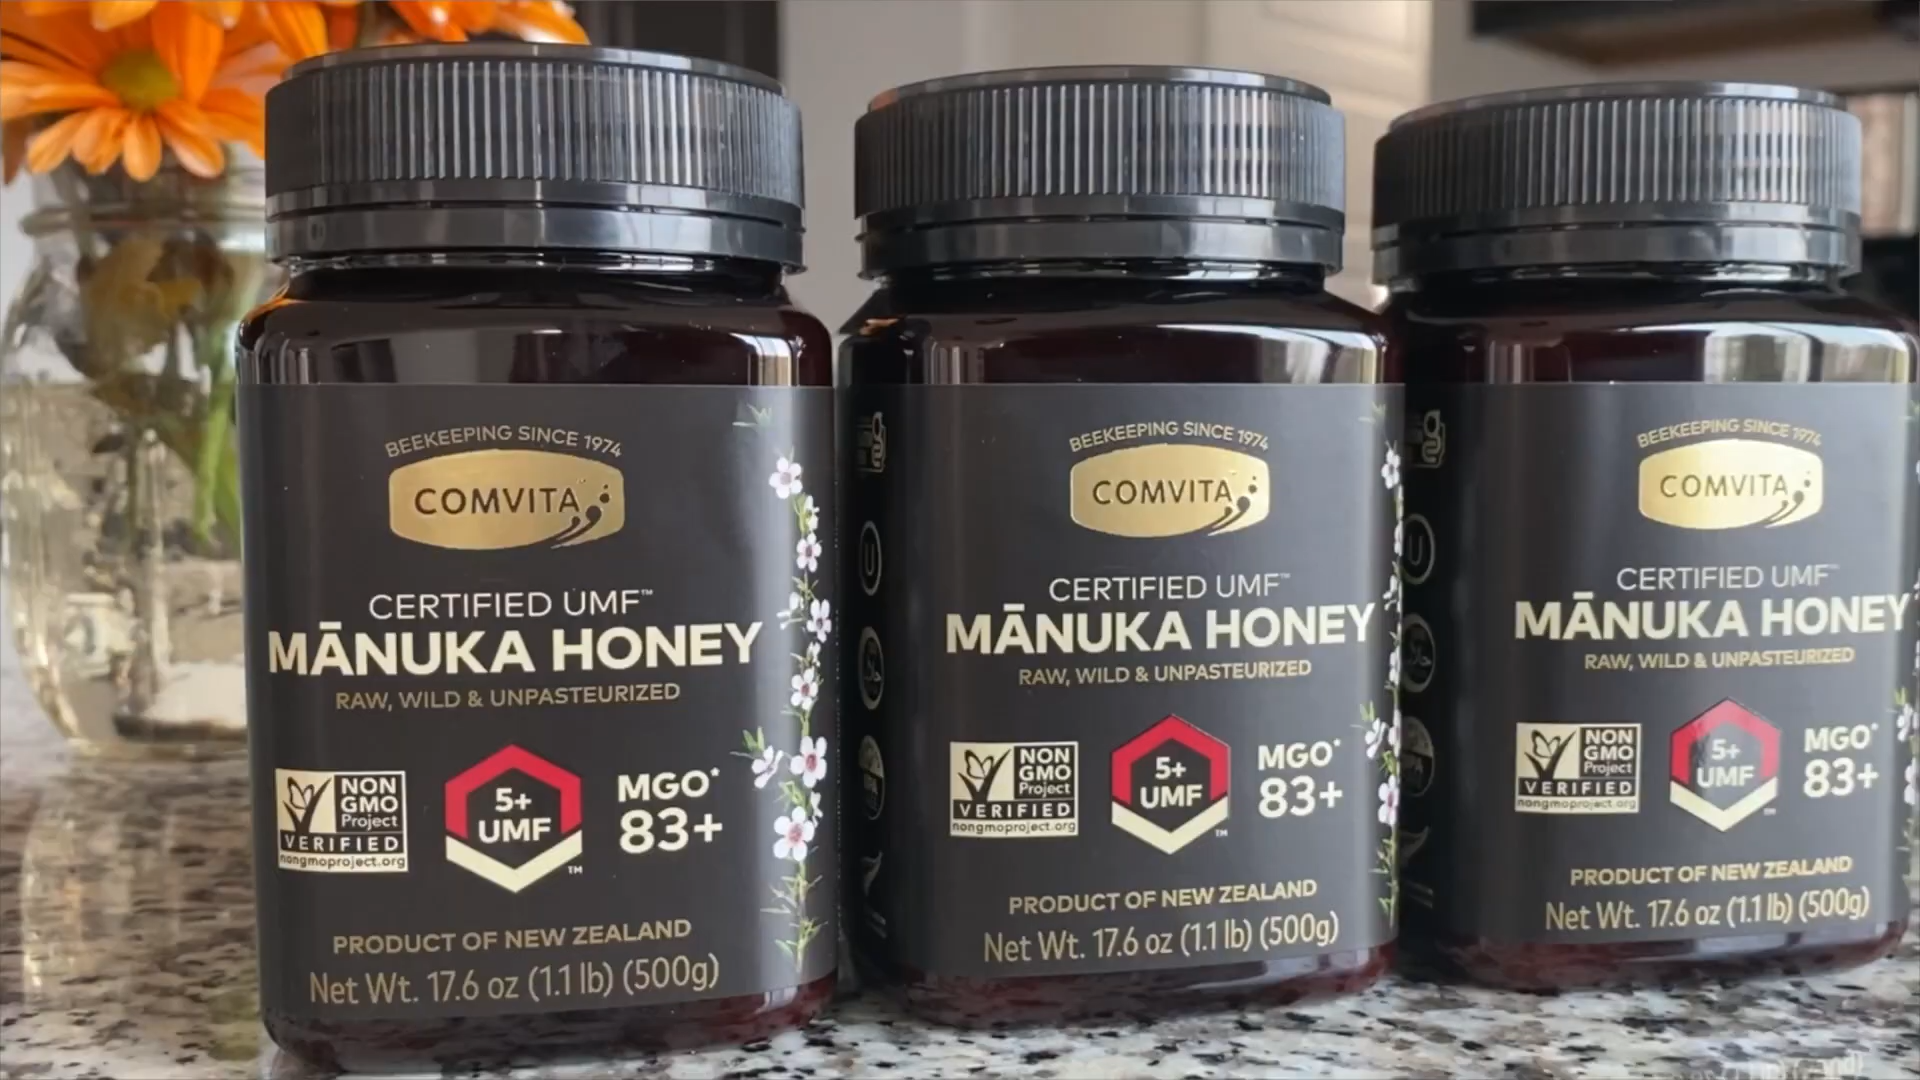 BEEKEEPING SINCE 1974
COMVITA
CERTIFIED UMF™
MĀNUKA HONEY
RAW, WILD & UNPASTEURIZED
NON
GMO
Project
VERIFIED
nongmoproject.org
5+
UMF
™
MGO*
83+
PRODUCT OF NEW ZEALAND
Net Wt. 17.6 oz (1.1 lb) (500g)
BEEKEEPING SINCE 1974
COMVITA
CERTIFIED UMF™
MĀNUKA HONEY
RAW, WILD & UNPASTEURIZED
NON
GMO
Project
VERIFIED
nongmoproject.org
5+
UMF
™
MGO*
83+
PRODUCT OF NEW ZEALAND
Net Wt. 17.6 oz (1.1 lb) (500g)
U
BEEKEEPING SINCE 1974
COMVITA
CERTIFIED UMF™
MĀNUKA HONEY
RAW, WILD & UNPASTEURIZED
NON
GMO
Project
VERIFIED
nongmoproject.org
5+
UMF
™
MGO*
83+
PRODUCT OF NEW ZEALAND
Net Wt. 17.6 oz (1.1 lb) (500g)
U